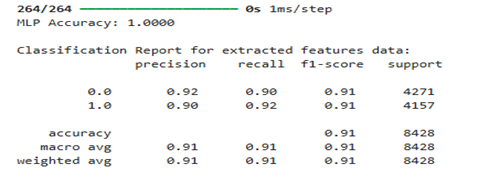 264/264 ━━━━━━━━━━━━━━━━━━━━ 0s 1ms/step
MLP Accuracy: 1.0000
Classification Report for extracted features data:
precision recall f1-score support
0.0 0.92 0.90 0.91 4271
1.0 0.90 0.92 0.91 4157
accuracy 0.91 8428
macro avg 0.91 0.91 0.91 8428
weighted avg 0.91 0.91 0.91 8428